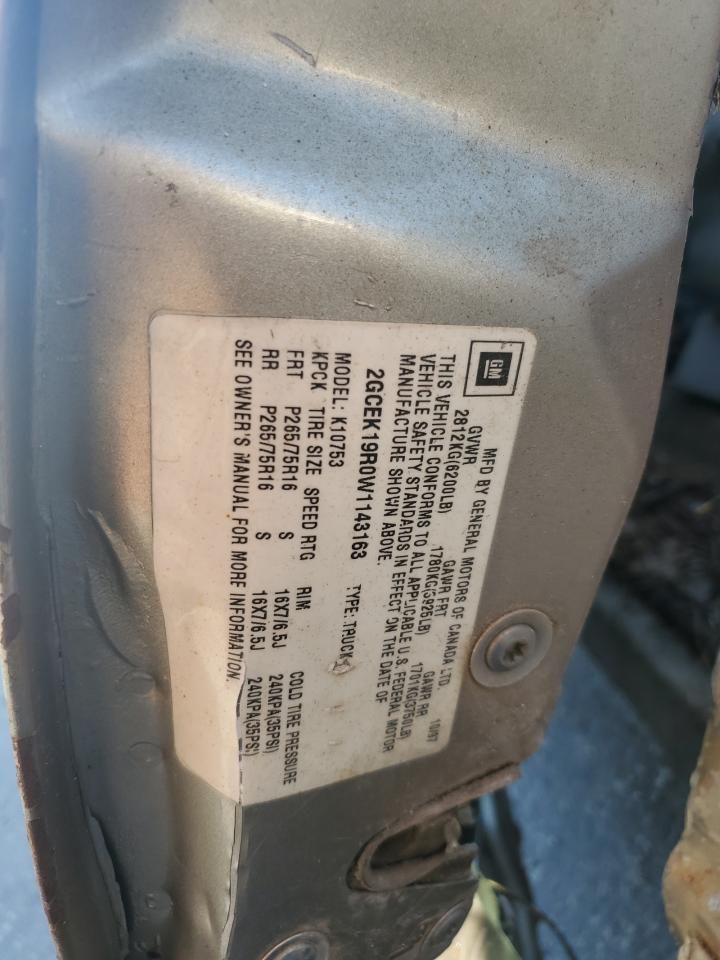 GM
MFD BY GENERAL MOTORS OF CANADA LTD.
10/97
GVWR GAWR FRT GAWR RR
2812KG(6200LB) 1780KG(3925LB) 1701KG(3750LB)
THIS VEHICLE CONFORMS TO ALL APPLICABLE U.S. FEDERAL MOTOR
VEHICLE SAFETY STANDARDS IN EFFECT ON THE DATE OF
MANUFACTURE SHOWN ABOVE.
2GCEK19R0W1143163 TYPE: TRUCK
MODEL: K10753
KPCK TIRE SIZE SPEED RTG RIM COLD TIRE PRESSURE
FRT P265/75R16 S 16X7/6.5J 240KPA(35PSI)
RR P265/75R16 S 16X7/6.5J 240KPA(35PSI)
SEE OWNER'S MANUAL FOR MORE INFORMATION